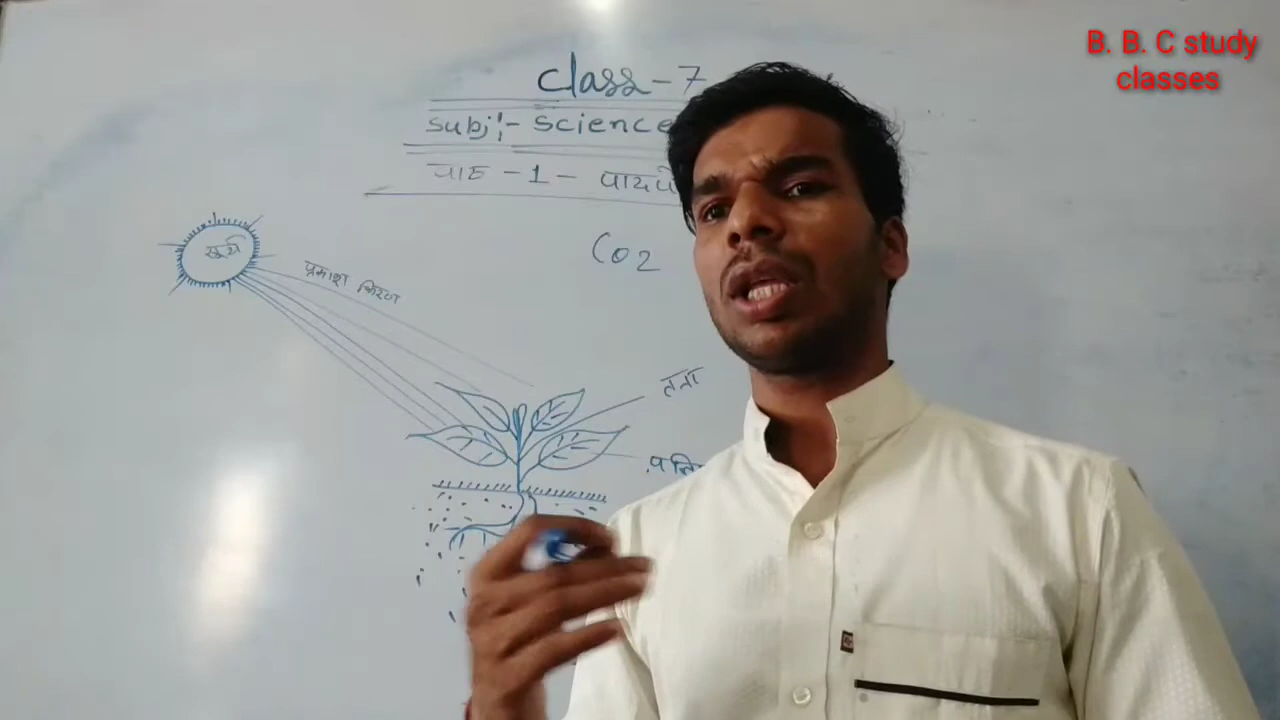 B. B. C study
classes
Class - 7
Subj:- Science
पाठ - 1 -
सूर्य
प्रकाश किरण
CO2
तना